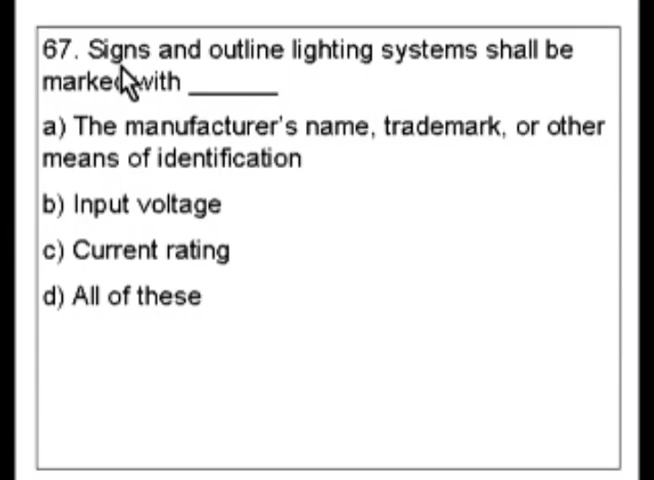 67. Signs and outline lighting systems shall be
marked with ______
a) The manufacturer's name, trademark, or other
means of identification
b) Input voltage
c) Current rating
d) All of these